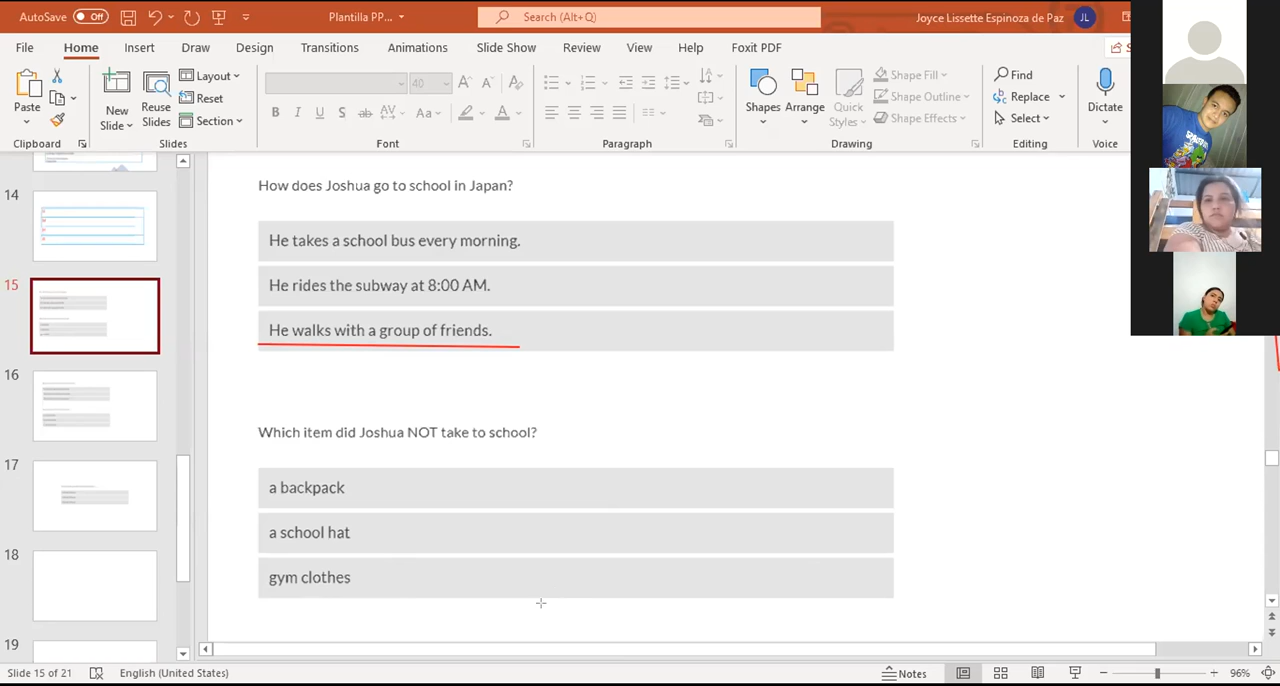 AutoSave Off Plantilla PP... Search (Alt+Q) Joyce Lissette Espinoza de Paz JL
File Home Insert Draw Design Transitions Animations Slide Show Review View Help Foxit PDF
Paste New Slide Reuse Slides Layout Reset Section 40 Shapes Arrange Quick Styles Shape Fill Shape Outline Shape Effects Find Replace Select Dictate
Clipboard Slides Font Paragraph Drawing Editing Voice
14
15
16
17
18
19
How does Joshua go to school in Japan?
He takes a school bus every morning.
He rides the subway at 8:00 AM.
He walks with a group of friends.
Which item did Joshua NOT take to school?
a backpack
a school hat
gym clothes
Slide 15 of 21 English (United States) Notes 96%